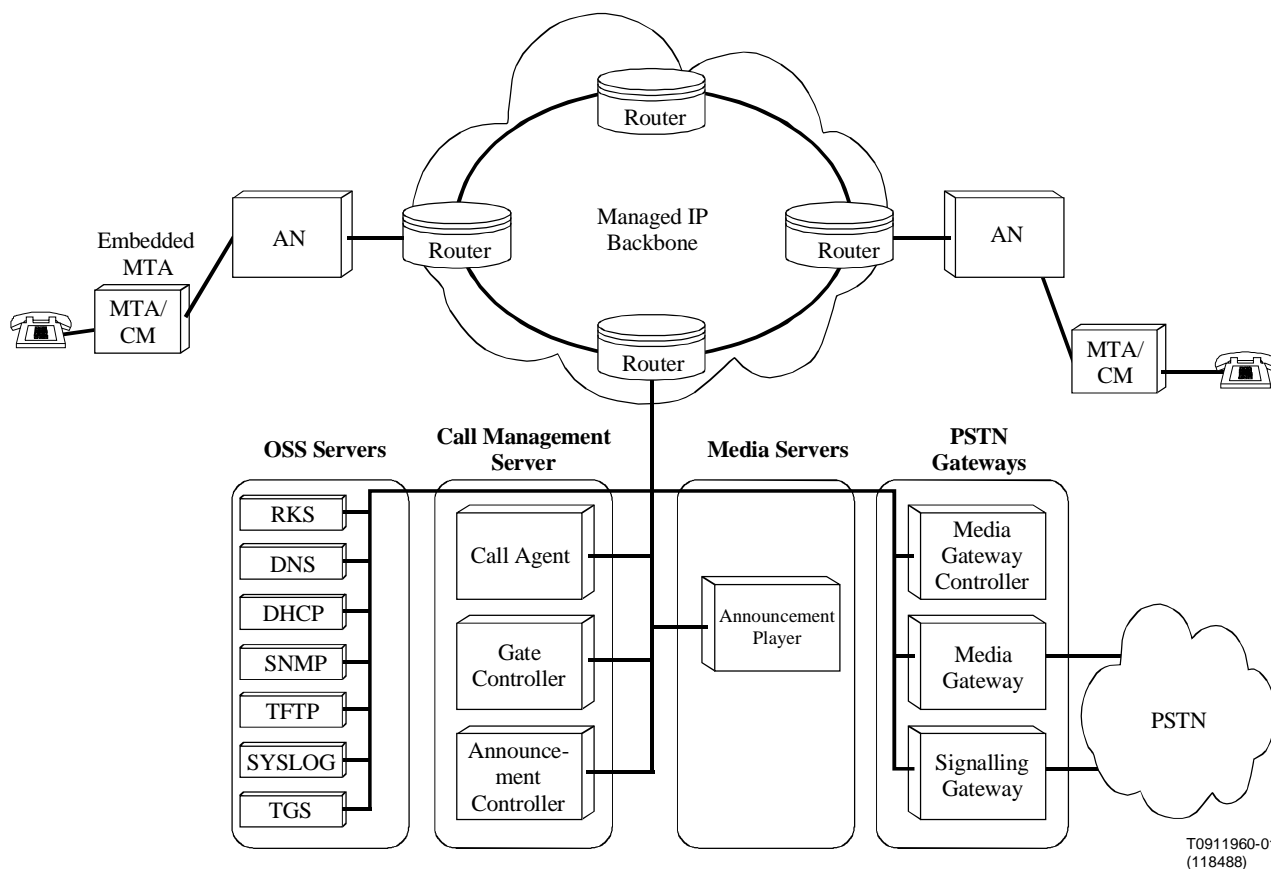 Router
Managed IP
Backbone
Router
Router
Router
AN
AN
Embedded
MTA
MTA/
CM
MTA/
CM
OSS Servers
Call Management
Server
Media Servers
PSTN
Gateways
RKS
DNS
DHCP
SNMP
TFTP
SYSLOG
TGS
Call Agent
Gate
Controller
Announce-
ment
Controller
Announcement
Player
Media
Gateway
Controller
Media
Gateway
Signalling
Gateway
PSTN
T0911960-01
(118488)